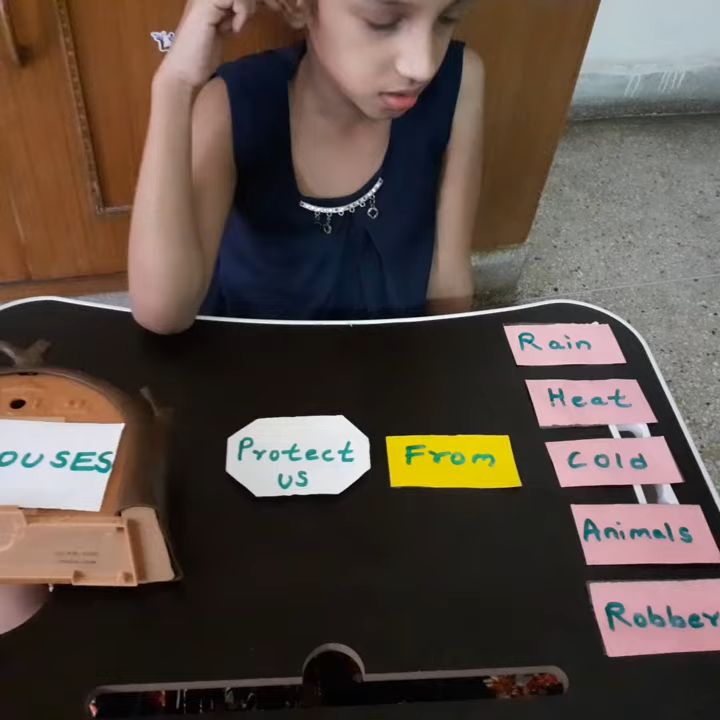 OUSES
Protect
us
From
Rain
Heat
Cold
Animals
Robber